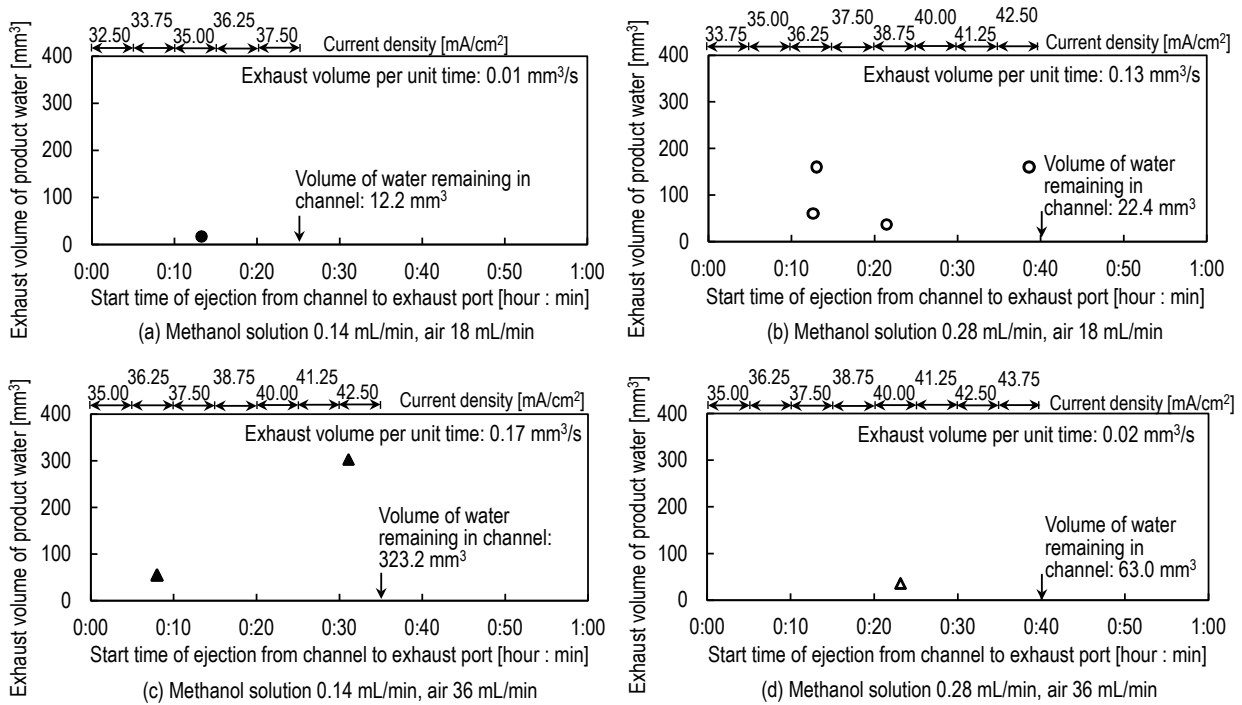 33.75 36.25
32.50 35.00 37.50 Current density [mA/cm2]
Exhaust volume of product water [mm3]
400
300
200
100
0
Exhaust volume per unit time: 0.01 mm3/s
Volume of water remaining in
channel: 12.2 mm3
0:00 0:10 0:20 0:30 0:40 0:50 1:00
Start time of ejection from channel to exhaust port [hour : min]
(a) Methanol solution 0.14 mL/min, air 18 mL/min
35.00 37.50 40.00 42.50
33.75 36.25 38.75 41.25 Current density [mA/cm2]
Exhaust volume of product water [mm3]
400
300
200
100
0
Exhaust volume per unit time: 0.13 mm3/s
Volume of water
remaining in
channel: 22.4 mm3
0:00 0:10 0:20 0:30 0:40 0:50 1:00
Start time of ejection from channel to exhaust port [hour : min]
(b) Methanol solution 0.28 mL/min, air 18 mL/min
36.25 38.75 41.25
35.00 37.50 40.00 42.50 Current density [mA/cm2]
Exhaust volume of product water [mm3]
400
300
200
100
0
Exhaust volume per unit time: 0.17 mm3/s
Volume of water
remaining in channel:
323.2 mm3
0:00 0:10 0:20 0:30 0:40 0:50 1:00
Start time of ejection from channel to exhaust port [hour : min]
(c) Methanol solution 0.14 mL/min, air 36 mL/min
36.25 38.75 41.25 43.75
35.00 37.50 40.00 42.50 Current density [mA/cm2]
Exhaust volume of product water [mm3]
400
300
200
100
0
Exhaust volume per unit time: 0.02 mm3/s
Volume of water
remaining in
channel: 63.0 mm3
0:00 0:10 0:20 0:30 0:40 0:50 1:00
Start time of ejection from channel to exhaust port [hour : min]
(d) Methanol solution 0.28 mL/min, air 36 mL/min